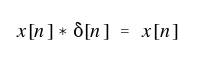 x[n] * δ[n] = x[n]